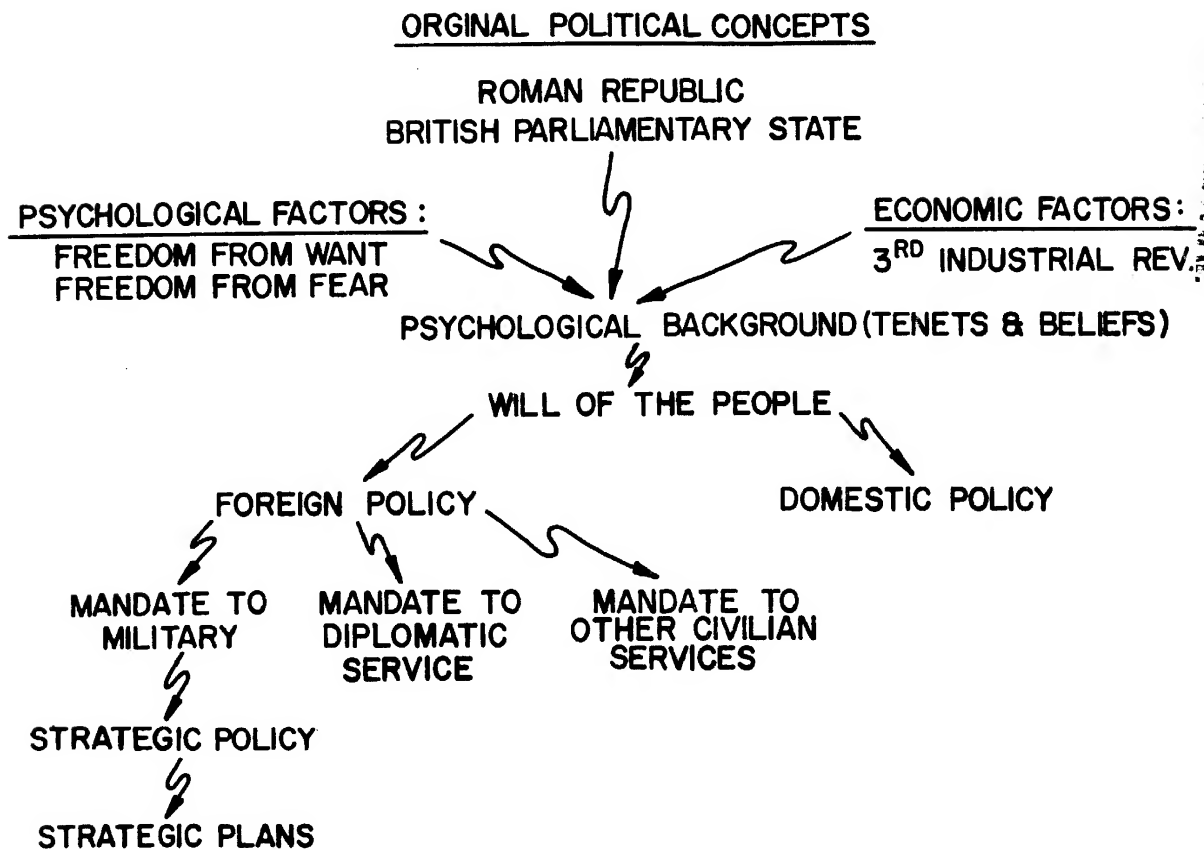 ORGINAL POLITICAL CONCEPTS
ROMAN REPUBLIC
BRITISH PARLIAMENTARY STATE
PSYCHOLOGICAL FACTORS:
FREEDOM FROM WANT
FREEDOM FROM FEAR
ECONOMIC FACTORS:
3RD INDUSTRIAL REV.
PSYCHOLOGICAL BACKGROUND (TENETS & BELIEFS)
WILL OF THE PEOPLE
FOREIGN POLICY
DOMESTIC POLICY
MANDATE TO
MILITARY
MANDATE TO
DIPLOMATIC
SERVICE
MANDATE TO
OTHER CIVILIAN
SERVICES
STRATEGIC POLICY
STRATEGIC PLANS